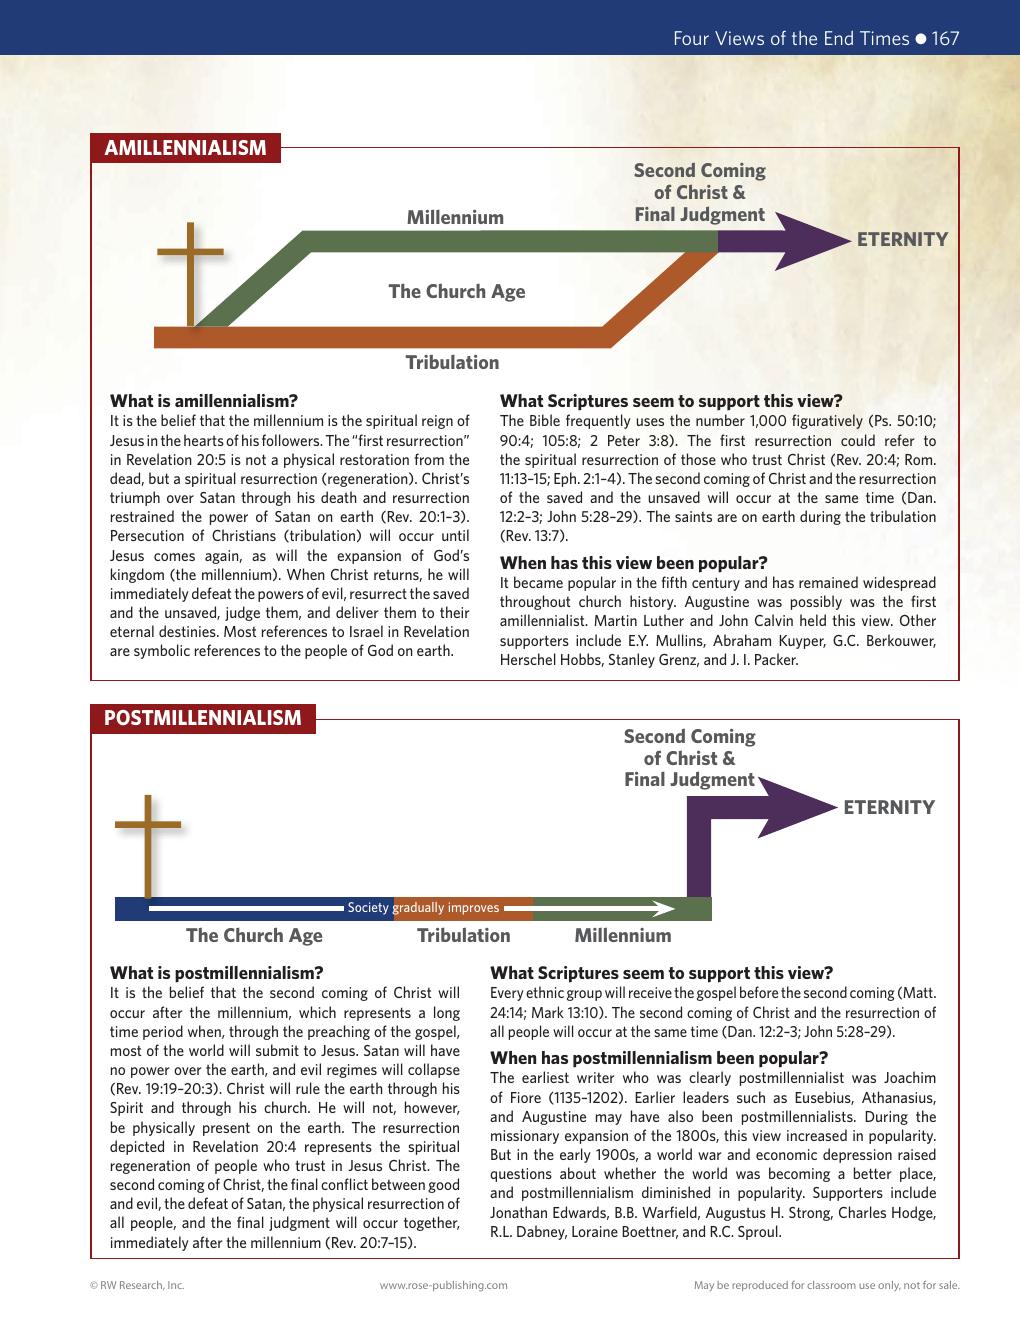 Four Views of the End Times ● 167
AMILLENNIALISM
Second Coming
of Christ &
Final Judgment
Millennium
ETERNITY
The Church Age
Tribulation
What is amillennialism?
It is the belief that the millennium is the spiritual reign of
Jesus in the hearts of his followers. The “first resurrection”
in Revelation 20:5 is not a physical restoration from the
dead, but a spiritual resurrection (regeneration). Christ’s
triumph over Satan through his death and resurrection
restrained the power of Satan on earth (Rev. 20:1–3).
Persecution of Christians (tribulation) will occur until
Jesus comes again, as will the expansion of God’s
kingdom (the millennium). When Christ returns, he will
immediately defeat the powers of evil, resurrect the saved
and the unsaved, judge them, and deliver them to their
eternal destinies. Most references to Israel in Revelation
are symbolic references to the people of God on earth.
What Scriptures seem to support this view?
The Bible frequently uses the number 1,000 figuratively (Ps. 50:10;
90:4; 105:8; 2 Peter 3:8). The first resurrection could refer to
the spiritual resurrection of those who trust Christ (Rev. 20:4; Rom.
11:13–15; Eph. 2:1–4). The second coming of Christ and the resurrection
of the saved and the unsaved will occur at the same time (Dan.
12:2–3; John 5:28–29). The saints are on earth during the tribulation
(Rev. 13:7).
When has this view been popular?
It became popular in the fifth century and has remained widespread
throughout church history. Augustine was possibly was the first
amillennialist. Martin Luther and John Calvin held this view. Other
supporters include E.Y. Mullins, Abraham Kuyper, G.C. Berkouwer,
Herschel Hobbs, Stanley Grenz, and J. I. Packer.
POSTMILLENNIALISM
Second Coming
of Christ &
Final Judgment
ETERNITY
Society gradually improves
The Church Age
Tribulation
Millennium
What is postmillennialism?
It is the belief that the second coming of Christ will
occur after the millennium, which represents a long
time period when, through the preaching of the gospel,
most of the world will submit to Jesus. Satan will have
no power over the earth, and evil regimes will collapse
(Rev. 19:19–20:3). Christ will rule the earth through his
Spirit and through his church. He will not, however,
be physically present on the earth. The resurrection
depicted in Revelation 20:4 represents the spiritual
regeneration of people who trust in Jesus Christ. The
second coming of Christ, the final conflict between good
and evil, the defeat of Satan, the physical resurrection of
all people, and the final judgment will occur together,
immediately after the millennium (Rev. 20:7–15).
What Scriptures seem to support this view?
Every ethnic group will receive the gospel before the second coming (Matt.
24:14; Mark 13:10). The second coming of Christ and the resurrection of
all people will occur at the same time (Dan. 12:2–3; John 5:28–29).
When has postmillennialism been popular?
The earliest writer who was clearly postmillennialist was Joachim
of Fiore (1135–1202). Earlier leaders such as Eusebius, Athanasius,
and Augustine may have also been postmillennialists. During the
missionary expansion of the 1800s, this view increased in popularity.
But in the early 1900s, a world war and economic depression raised
questions about whether the world was becoming a better place,
and postmillennialism diminished in popularity. Supporters include
Jonathan Edwards, B.B. Warfield, Augustus H. Strong, Charles Hodge,
R.L. Dabney, Loraine Boettner, and R.C. Sproul.
© RW Research, Inc.
www.rose-publishing.com
May be reproduced for classroom use only, not for sale.